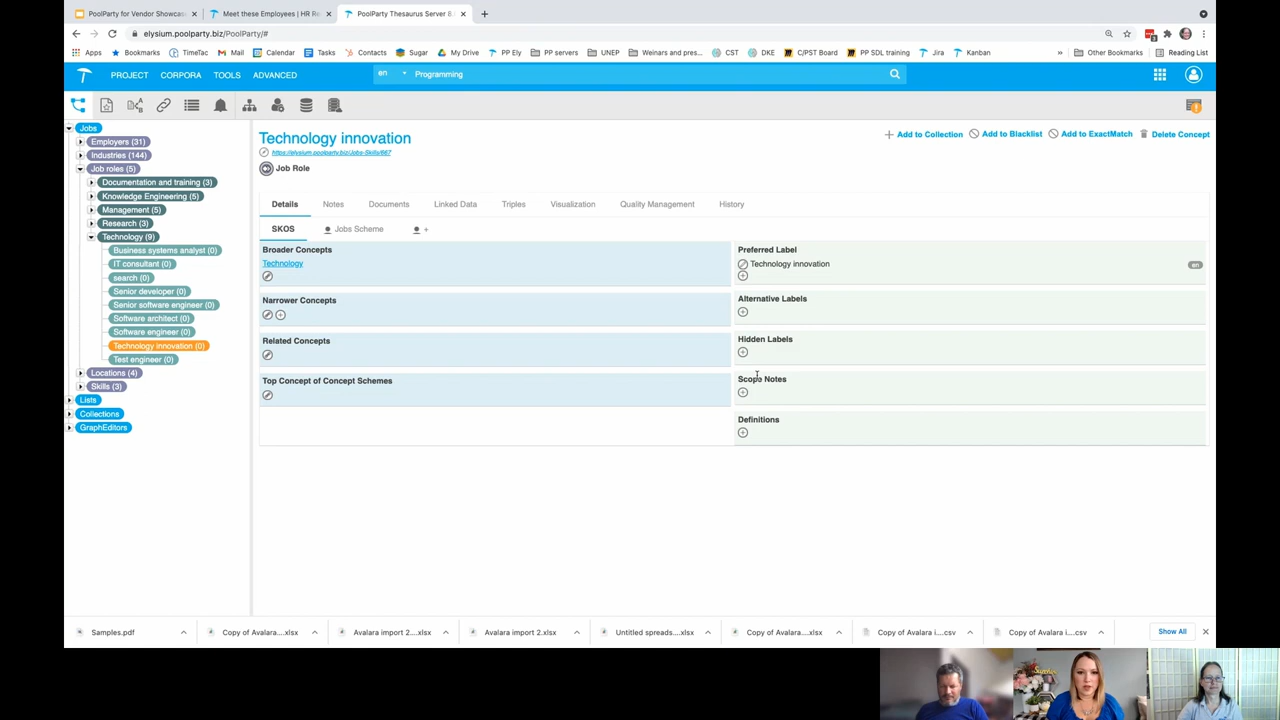 PoolParty for Vendor Showcas
Meet these Employees | HR Re
PoolParty Thesaurus Server 8
elysium.poolparty.biz/PoolParty/#
Apps Bookmarks TimeTac Mail Calendar Tasks Contacts Sugar My Drive PP Ely PP servers UNEP Weinars and pres... CST DKE C/PST Board PP SDL training Jira Kanban » Other Bookmarks Reading List
PROJECT CORPORA TOOLS ADVANCED en Programming
Jobs
Employers (31)
Industries (144)
Job roles (5)
Documentation and training (3)
Knowledge Engineering (5)
Management (5)
Research (3)
Technology (9)
Business systems analyst (0)
IT consultant (0)
search (0)
Senior developer (0)
Senior software engineer (0)
Software architect (0)
Software engineer (0)
Technology innovation (0)
Test engineer (0)
Locations (4)
Skills (3)
Lists
Collections
GraphEditors
Technology innovation
Add to Collection Add to Blacklist Add to ExactMatch Delete Concept
https://elysium.poolparty.biz/Jobs-Skills/667
Job Role
Details Notes Documents Linked Data Triples Visualization Quality Management History
SKOS Jobs Scheme +
Broader Concepts
Technology
Narrower Concepts
Related Concepts
Top Concept of Concept Schemes
Preferred Label
Technology innovation en
Alternative Labels
Hidden Labels
Scope Notes
Definitions
Samples.pdf Copy of Avalara....xlsx Avalara import 2....xlsx Avalara import 2.xlsx Untitled spreads....xlsx Copy of Avalara....xlsx Copy of Avalara i....csv Copy of Avalara i....csv Show All